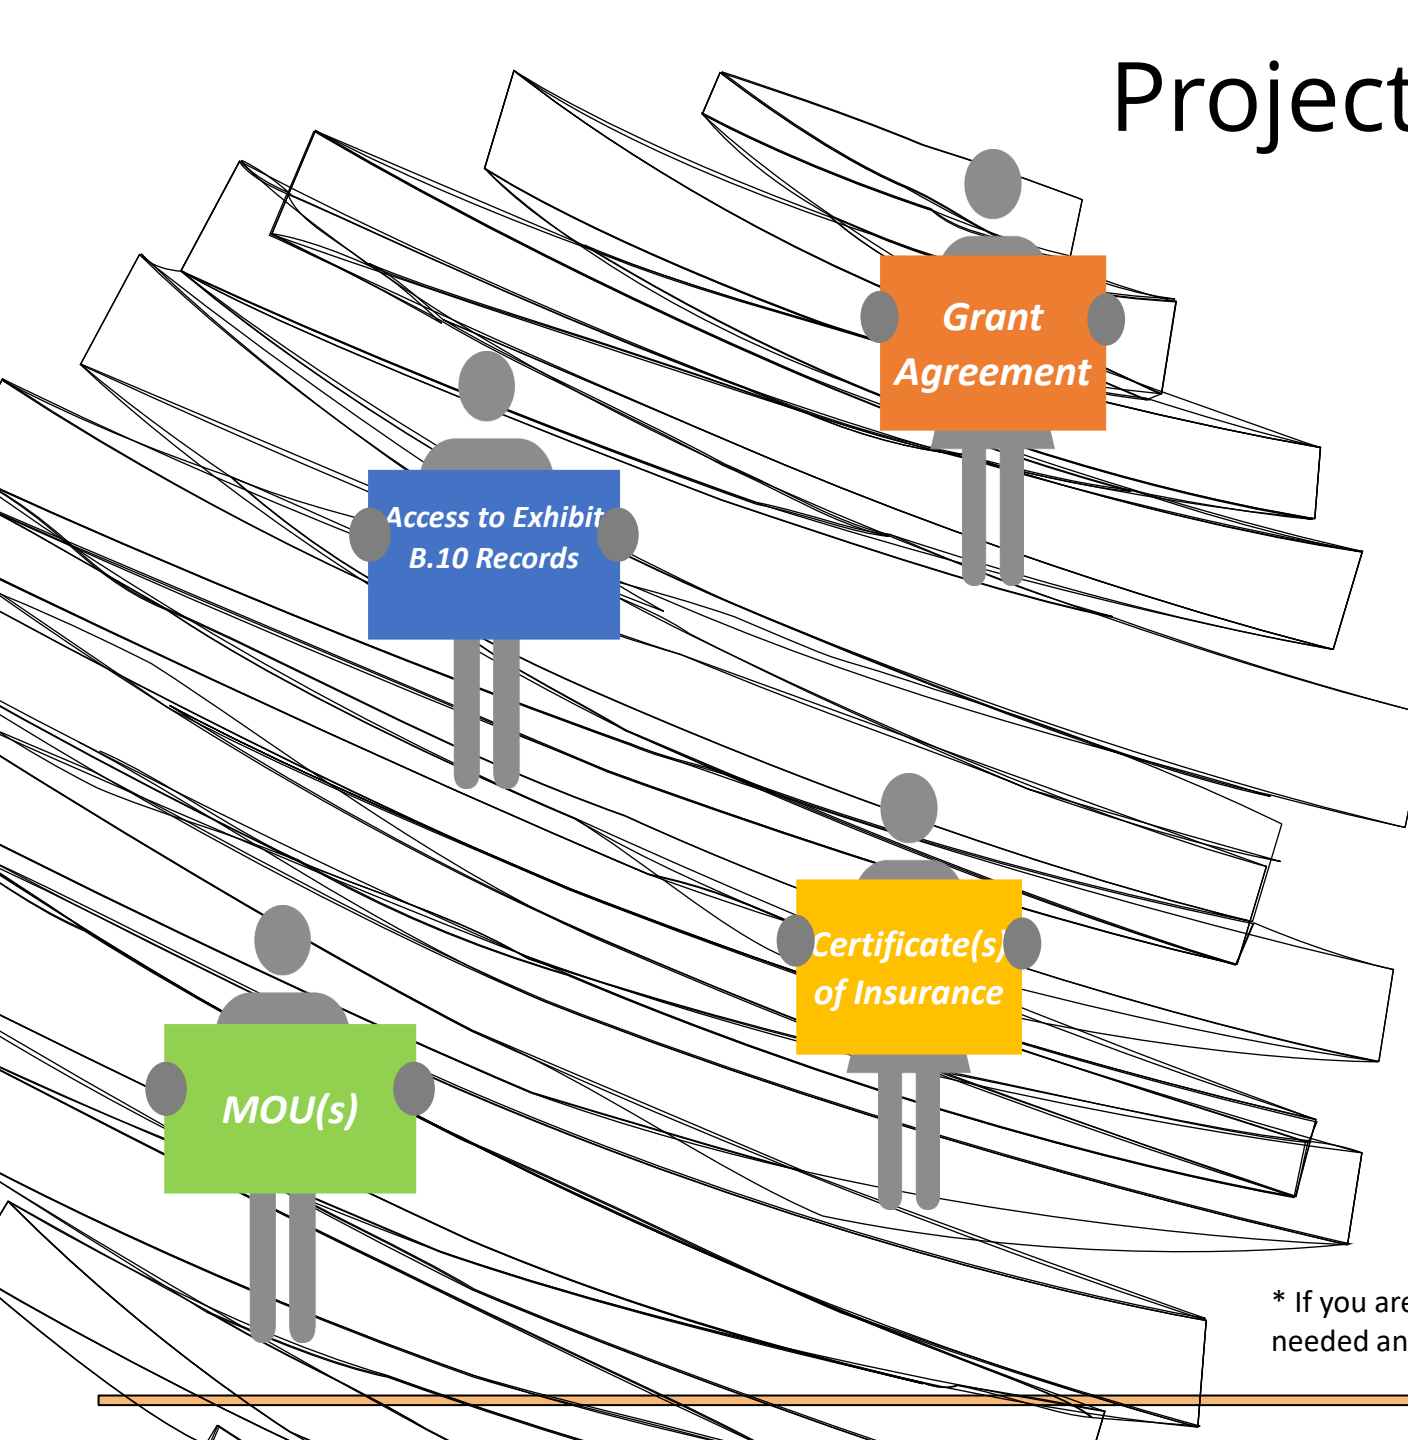 Project
Grant
Agreement
Access to Exhibit
B.10 Records
Certificate(s)
of Insurance
MOU(s)
* If you are
needed an